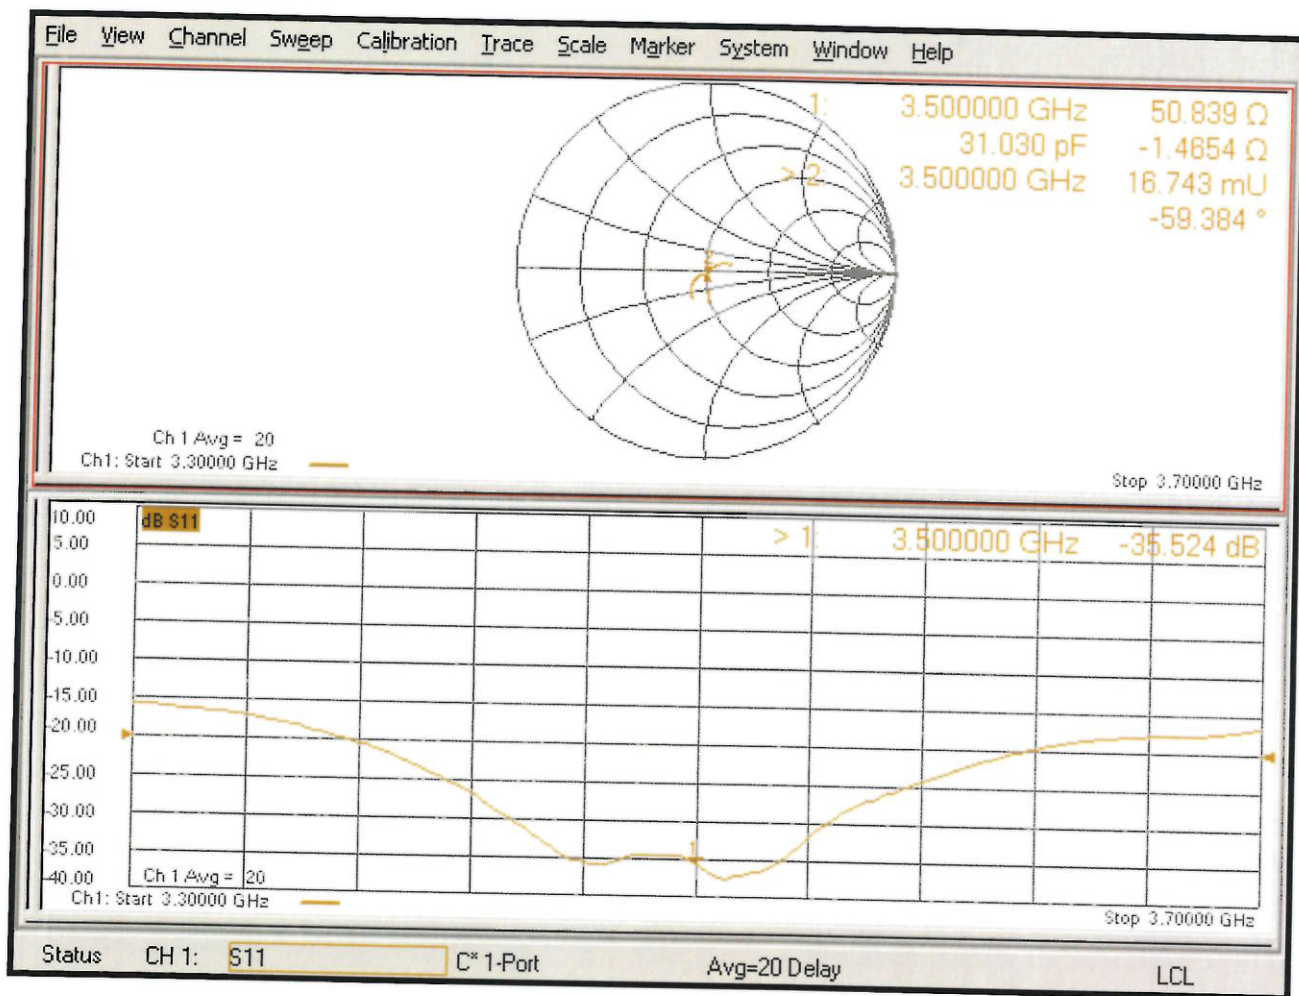 File View Channel Sweep Calibration Trace Scale Marker System Window Help
1: 3.500000 GHz 50.839 Ω
31.030 pF -1.4654 Ω
> 2: 3.500000 GHz 16.743 mU
-59.384 °
Ch 1 Avg = 20
Ch1: Start 3.30000 GHz
Stop 3.70000 GHz
10.00
dB S11
> 1: 3.500000 GHz -35.524 dB
5.00
0.00
-5.00
-10.00
-15.00
-20.00
-25.00
-30.00
-35.00
-40.00
1
Ch 1 Avg = 20
Ch1: Start 3.30000 GHz
Stop 3.70000 GHz
Status CH 1: S11 C* 1-Port Avg=20 Delay LCL